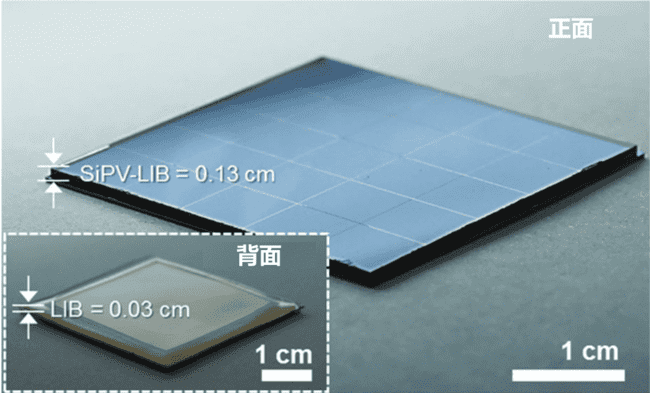 正面
SiPV-LIB = 0.13 cm
背面
LIB = 0.03 cm
1 cm
1 cm